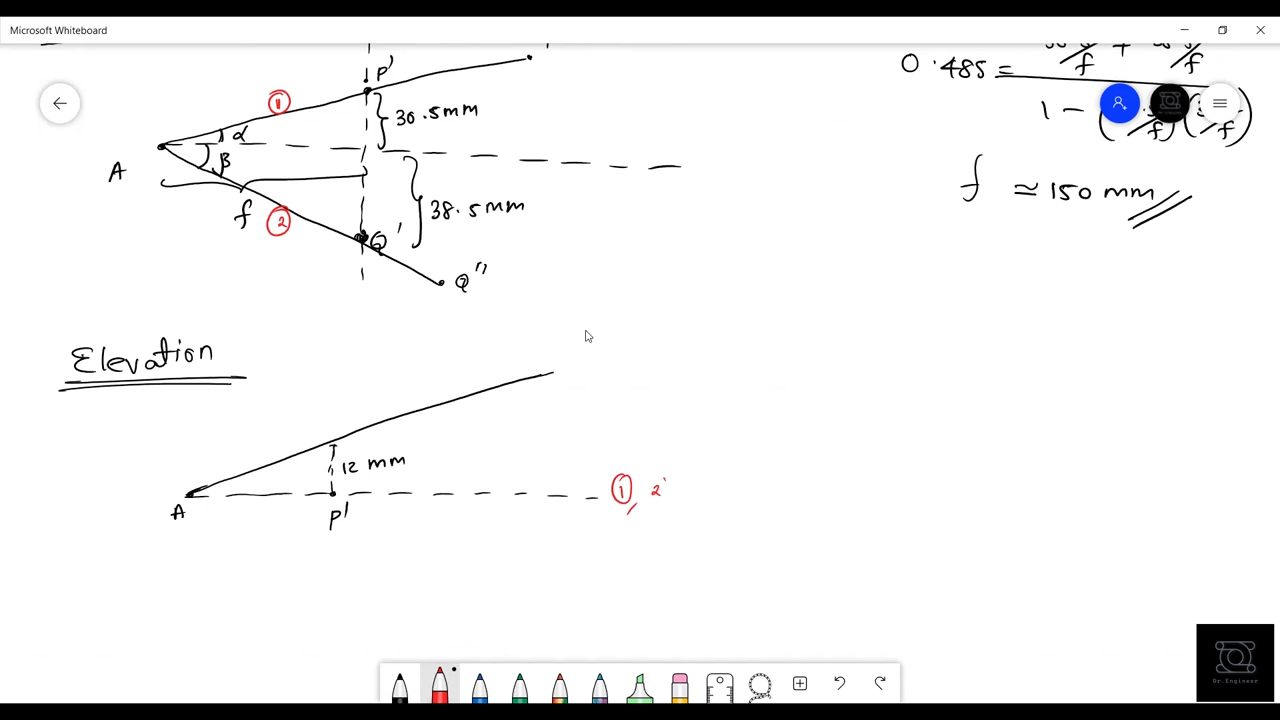 Microsoft Whiteboard
P'
①
30.5mm
α
β
A
f
②
38.5mm
Q'
Q''
0.485 =
f
+
f
1 - (
f
) (
f
)
f ≈ 150 mm
Elevation
12 mm
A
P'
① 2'
Dr.Engineer